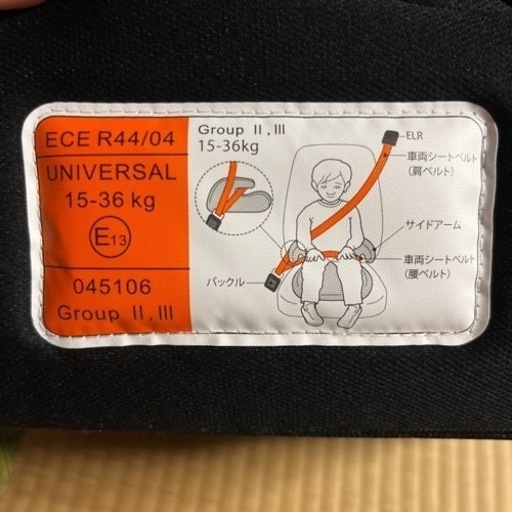 ECE R44/04
UNIVERSAL
15-36 kg
E13
045106
Group II , III
Group II , III
15-36kg
ELR
車両シートベルト
（肩ベルト）
サイドアーム
車両シートベルト
（腰ベルト）
バックル